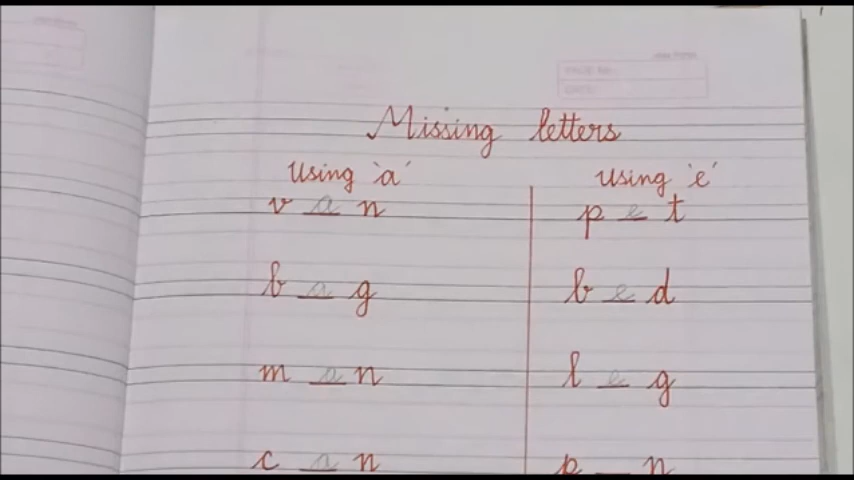 Missing letters
Using 'a' using 'e'
v a n p e t
b a g b e d
m a n l e g
c a n p _ n